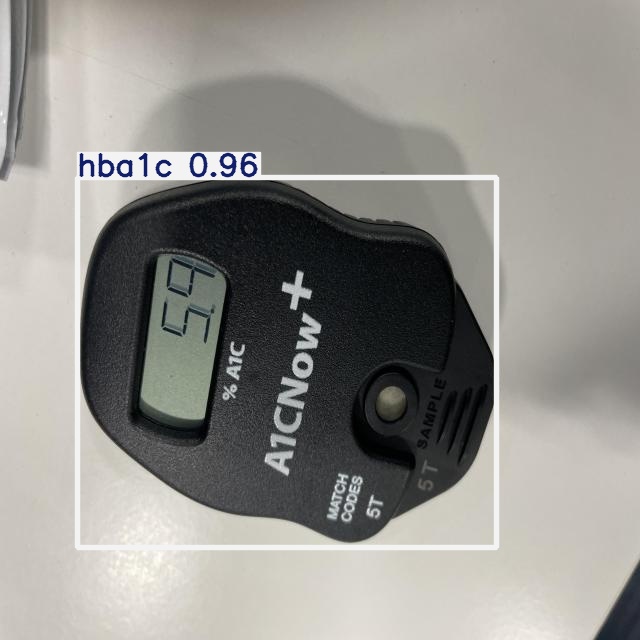 hba1c 0.96
% A1C
A1CNow+
MATCH
CODES
5T
SAMPLE
5T